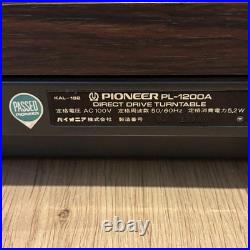 KAL-192 PIONEER PL-1200A
DIRECT DRIVE TURNTABLE
定格電圧 AC100V 定格周波数 50/60Hz 定格消費電力 5.2W
パイオニア株式会社 製造番号
PASSED
PIONEER